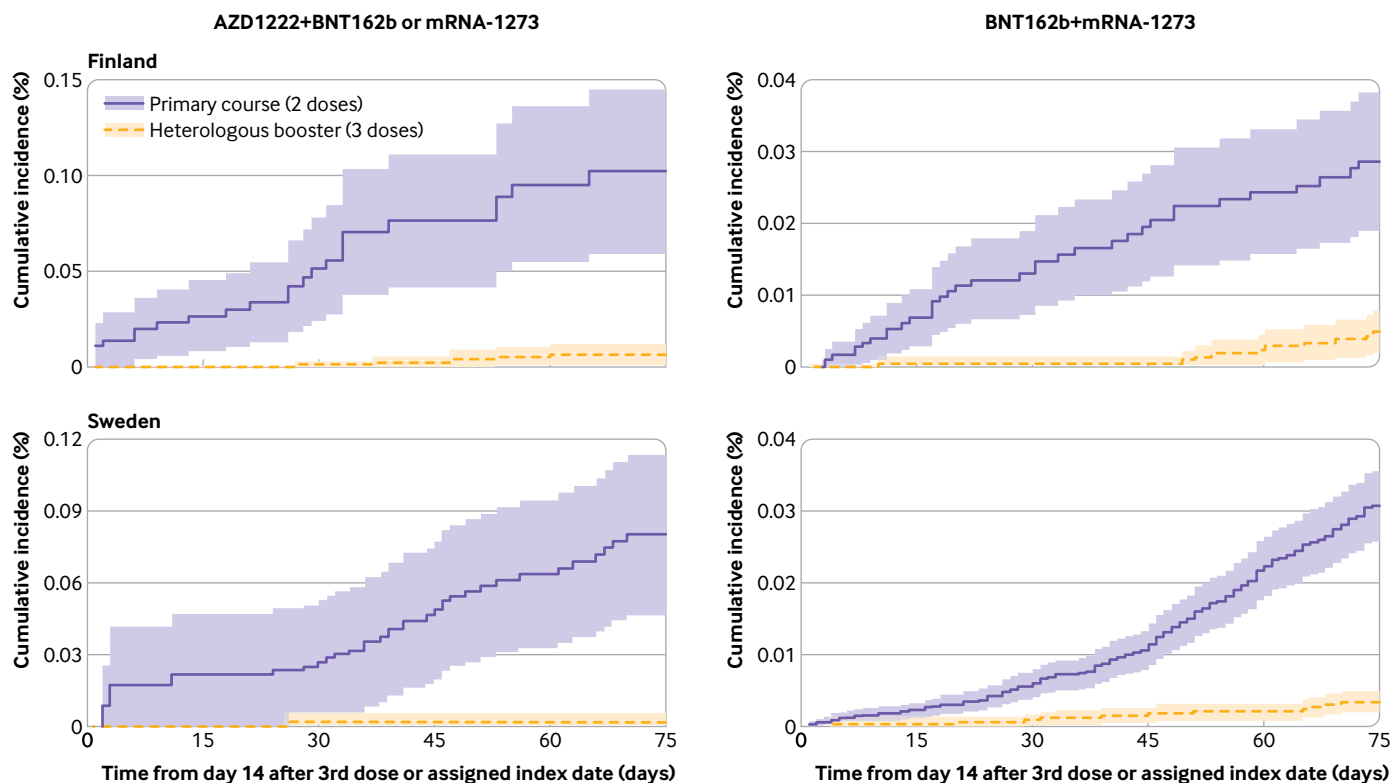 AZD1222+BNT162b or mRNA-1273
BNT162b+mRNA-1273
Finland
Cumulative incidence (%)
0.15
0.10
0.05
0
Primary course (2 doses)
Heterologous booster (3 doses)
Cumulative incidence (%)
0.04
0.03
0.02
0.01
0
Sweden
Cumulative incidence (%)
0.12
0.09
0.06
0.03
0
0 15 30 45 60 75
Time from day 14 after 3rd dose or assigned index date (days)
Cumulative incidence (%)
0.04
0.03
0.02
0.01
0
0 15 30 45 60 75
Time from day 14 after 3rd dose or assigned index date (days)